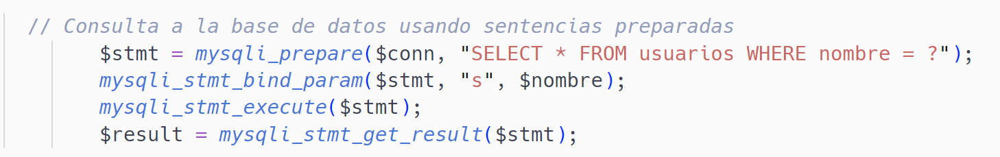 // Consulta a la base de datos usando sentencias preparadas
$stmt = mysqli_prepare($conn, "SELECT * FROM usuarios WHERE nombre = ?");
mysqli_stmt_bind_param($stmt, "s", $nombre);
mysqli_stmt_execute($stmt);
$result = mysqli_stmt_get_result($stmt);